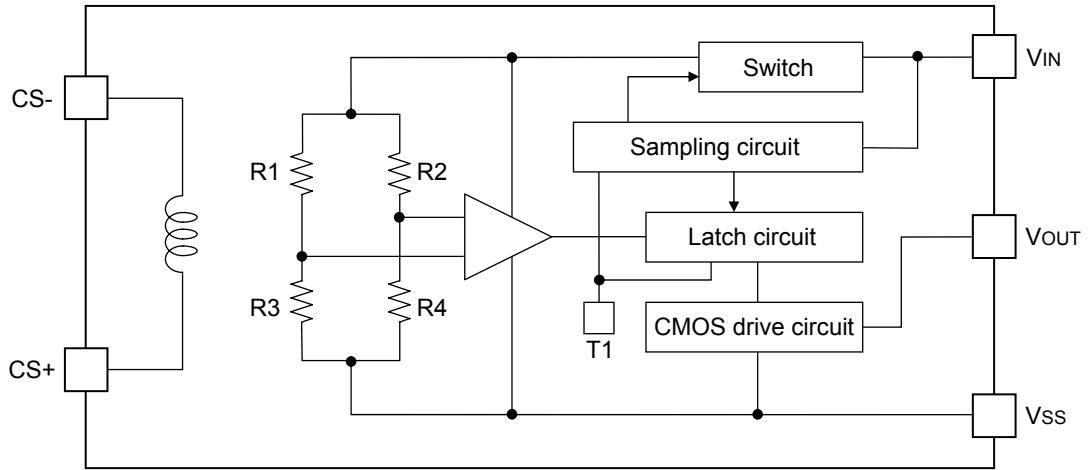 VIN
Switch
CS-
Sampling circuit
R1
R2
Latch circuit
VOUT
R3
R4
CMOS drive circuit
T1
CS+
VSS